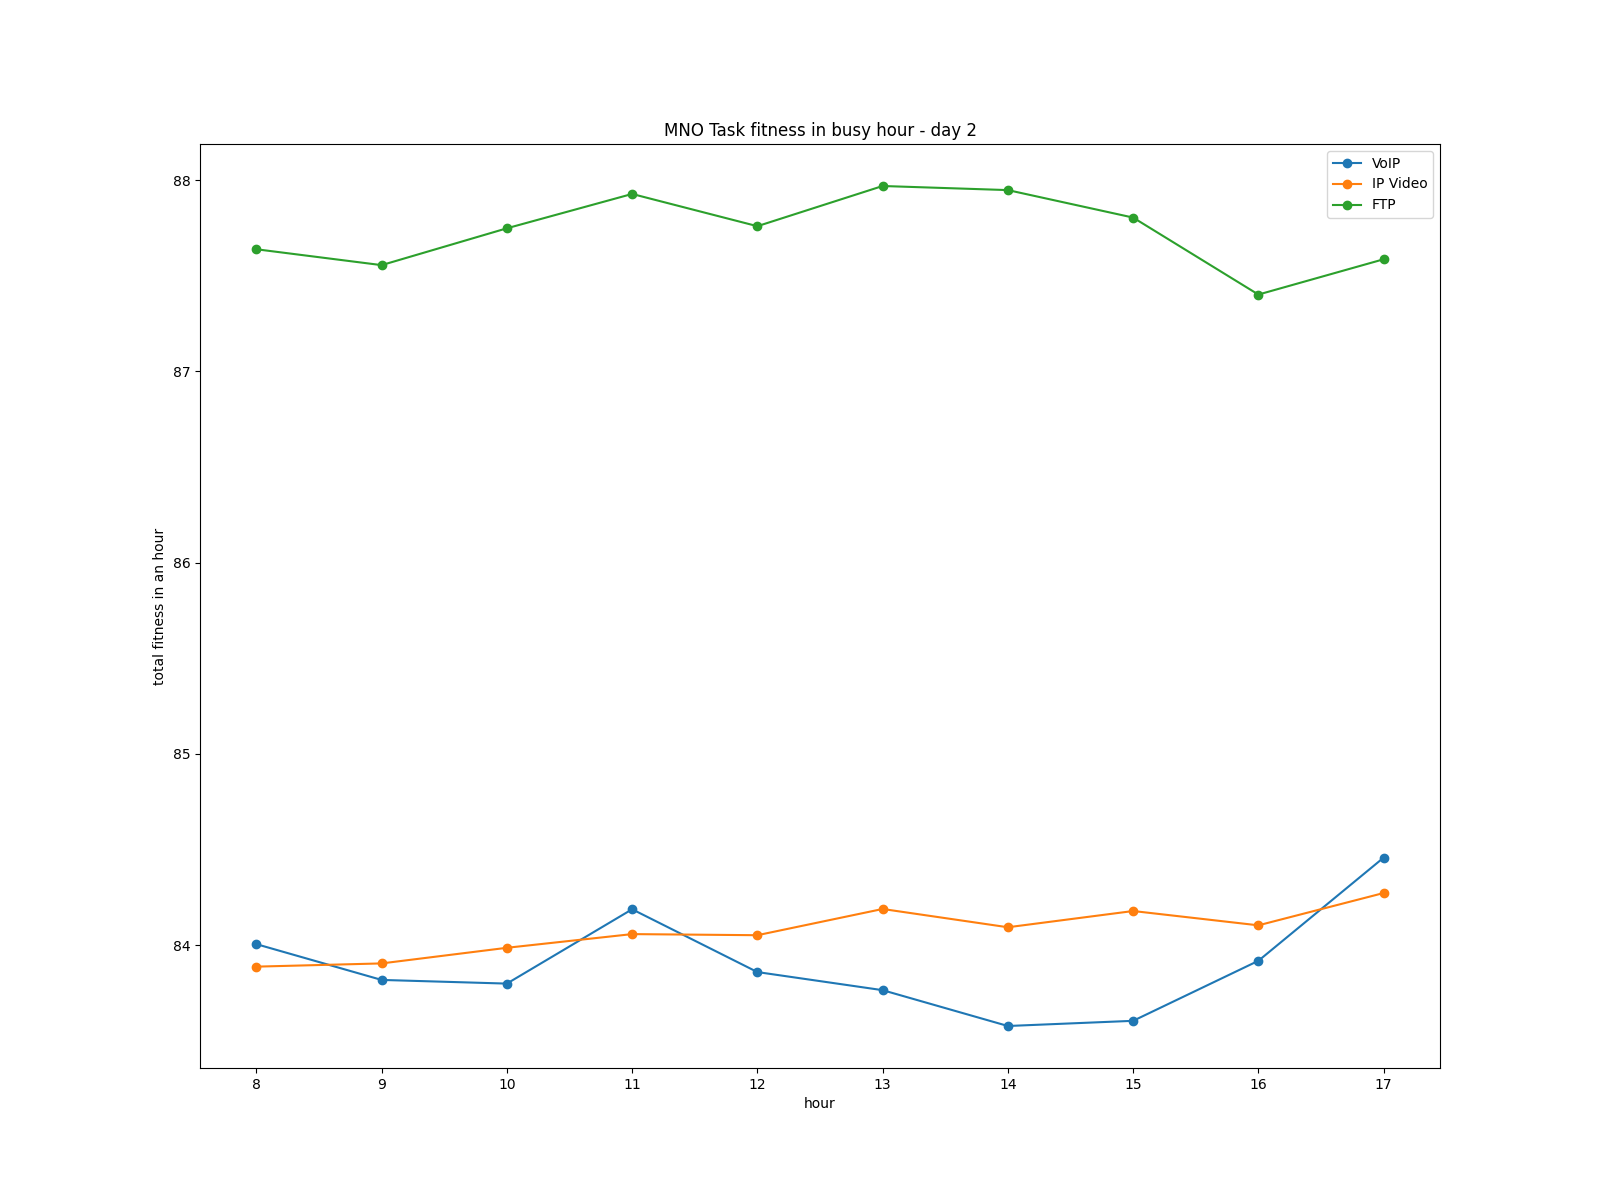 MNO Task fitness in busy hour - day 2
VoIP
IP Video
FTP
88
87
86
85
84
total fitness in an hour
8 9 10 11 12 13 14 15 16 17
hour